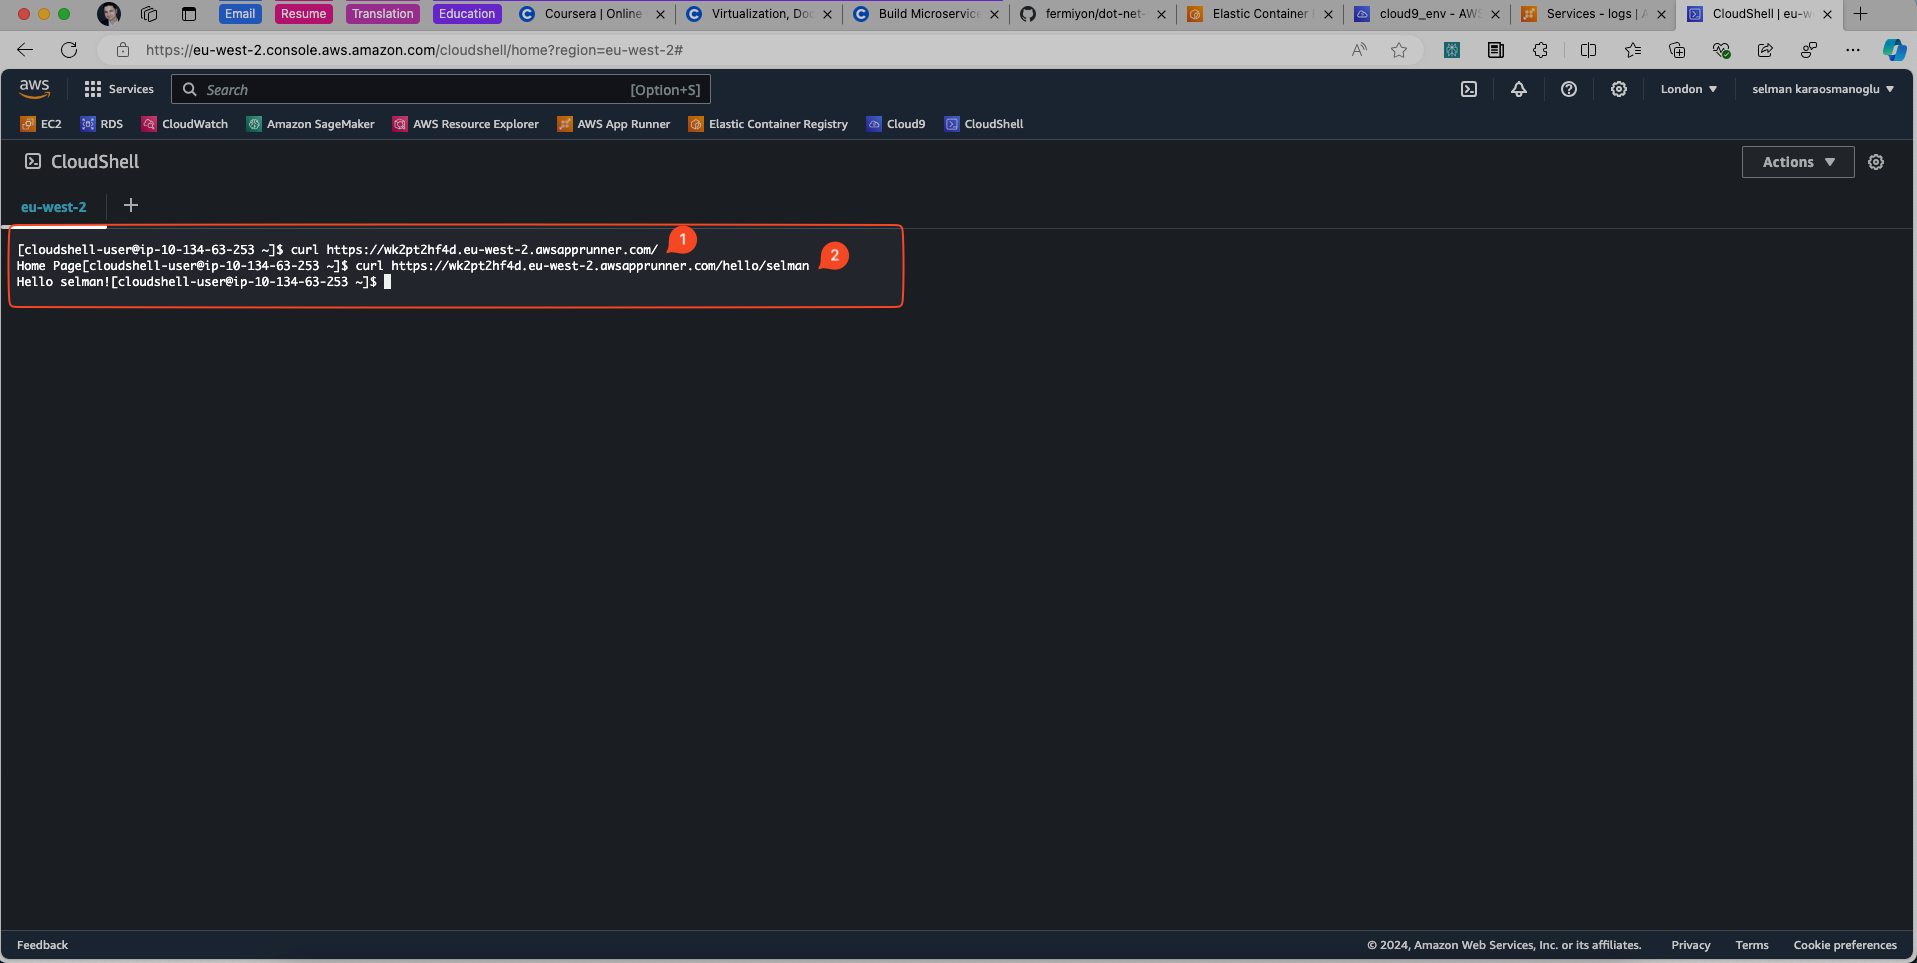 Email Resume Translation Education Coursera | Online Virtualization, Doc Build Microservice fermiyon/dot-net- Elastic Container cloud9_env - AWS Services - logs | A CloudShell | eu-w
https://eu-west-2.console.aws.amazon.com/cloudshell/home?region=eu-west-2#
aws Services Search [Option+S] London selman karaosmanoglu
EC2 RDS CloudWatch Amazon SageMaker AWS Resource Explorer AWS App Runner Elastic Container Registry Cloud9 CloudShell
CloudShell Actions
eu-west-2
[cloudshell-user@ip-10-134-63-253 ~]$ curl https://wk2pt2hf4d.eu-west-2.awsapprunner.com/ 1
Home Page[cloudshell-user@ip-10-134-63-253 ~]$ curl https://wk2pt2hf4d.eu-west-2.awsapprunner.com/hello/selman 2
Hello selman![cloudshell-user@ip-10-134-63-253 ~]$
Feedback © 2024, Amazon Web Services, Inc. or its affiliates. Privacy Terms Cookie preferences